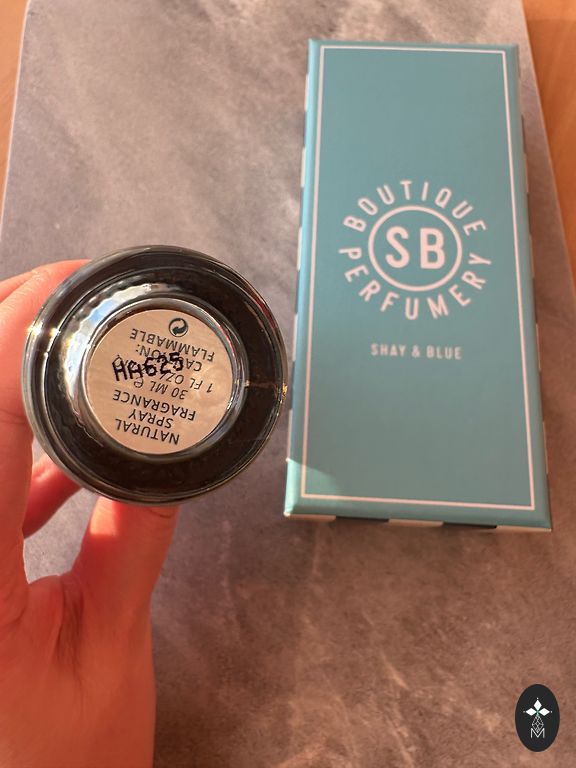 BOUTIQUE
SB
PERFUMERY
SHAY & BLUE
NATURAL
SPRAY
FRAGRANCE
30 ML e
1 FL OZ
CAUTION:
FLAMMABLE
HA625
M